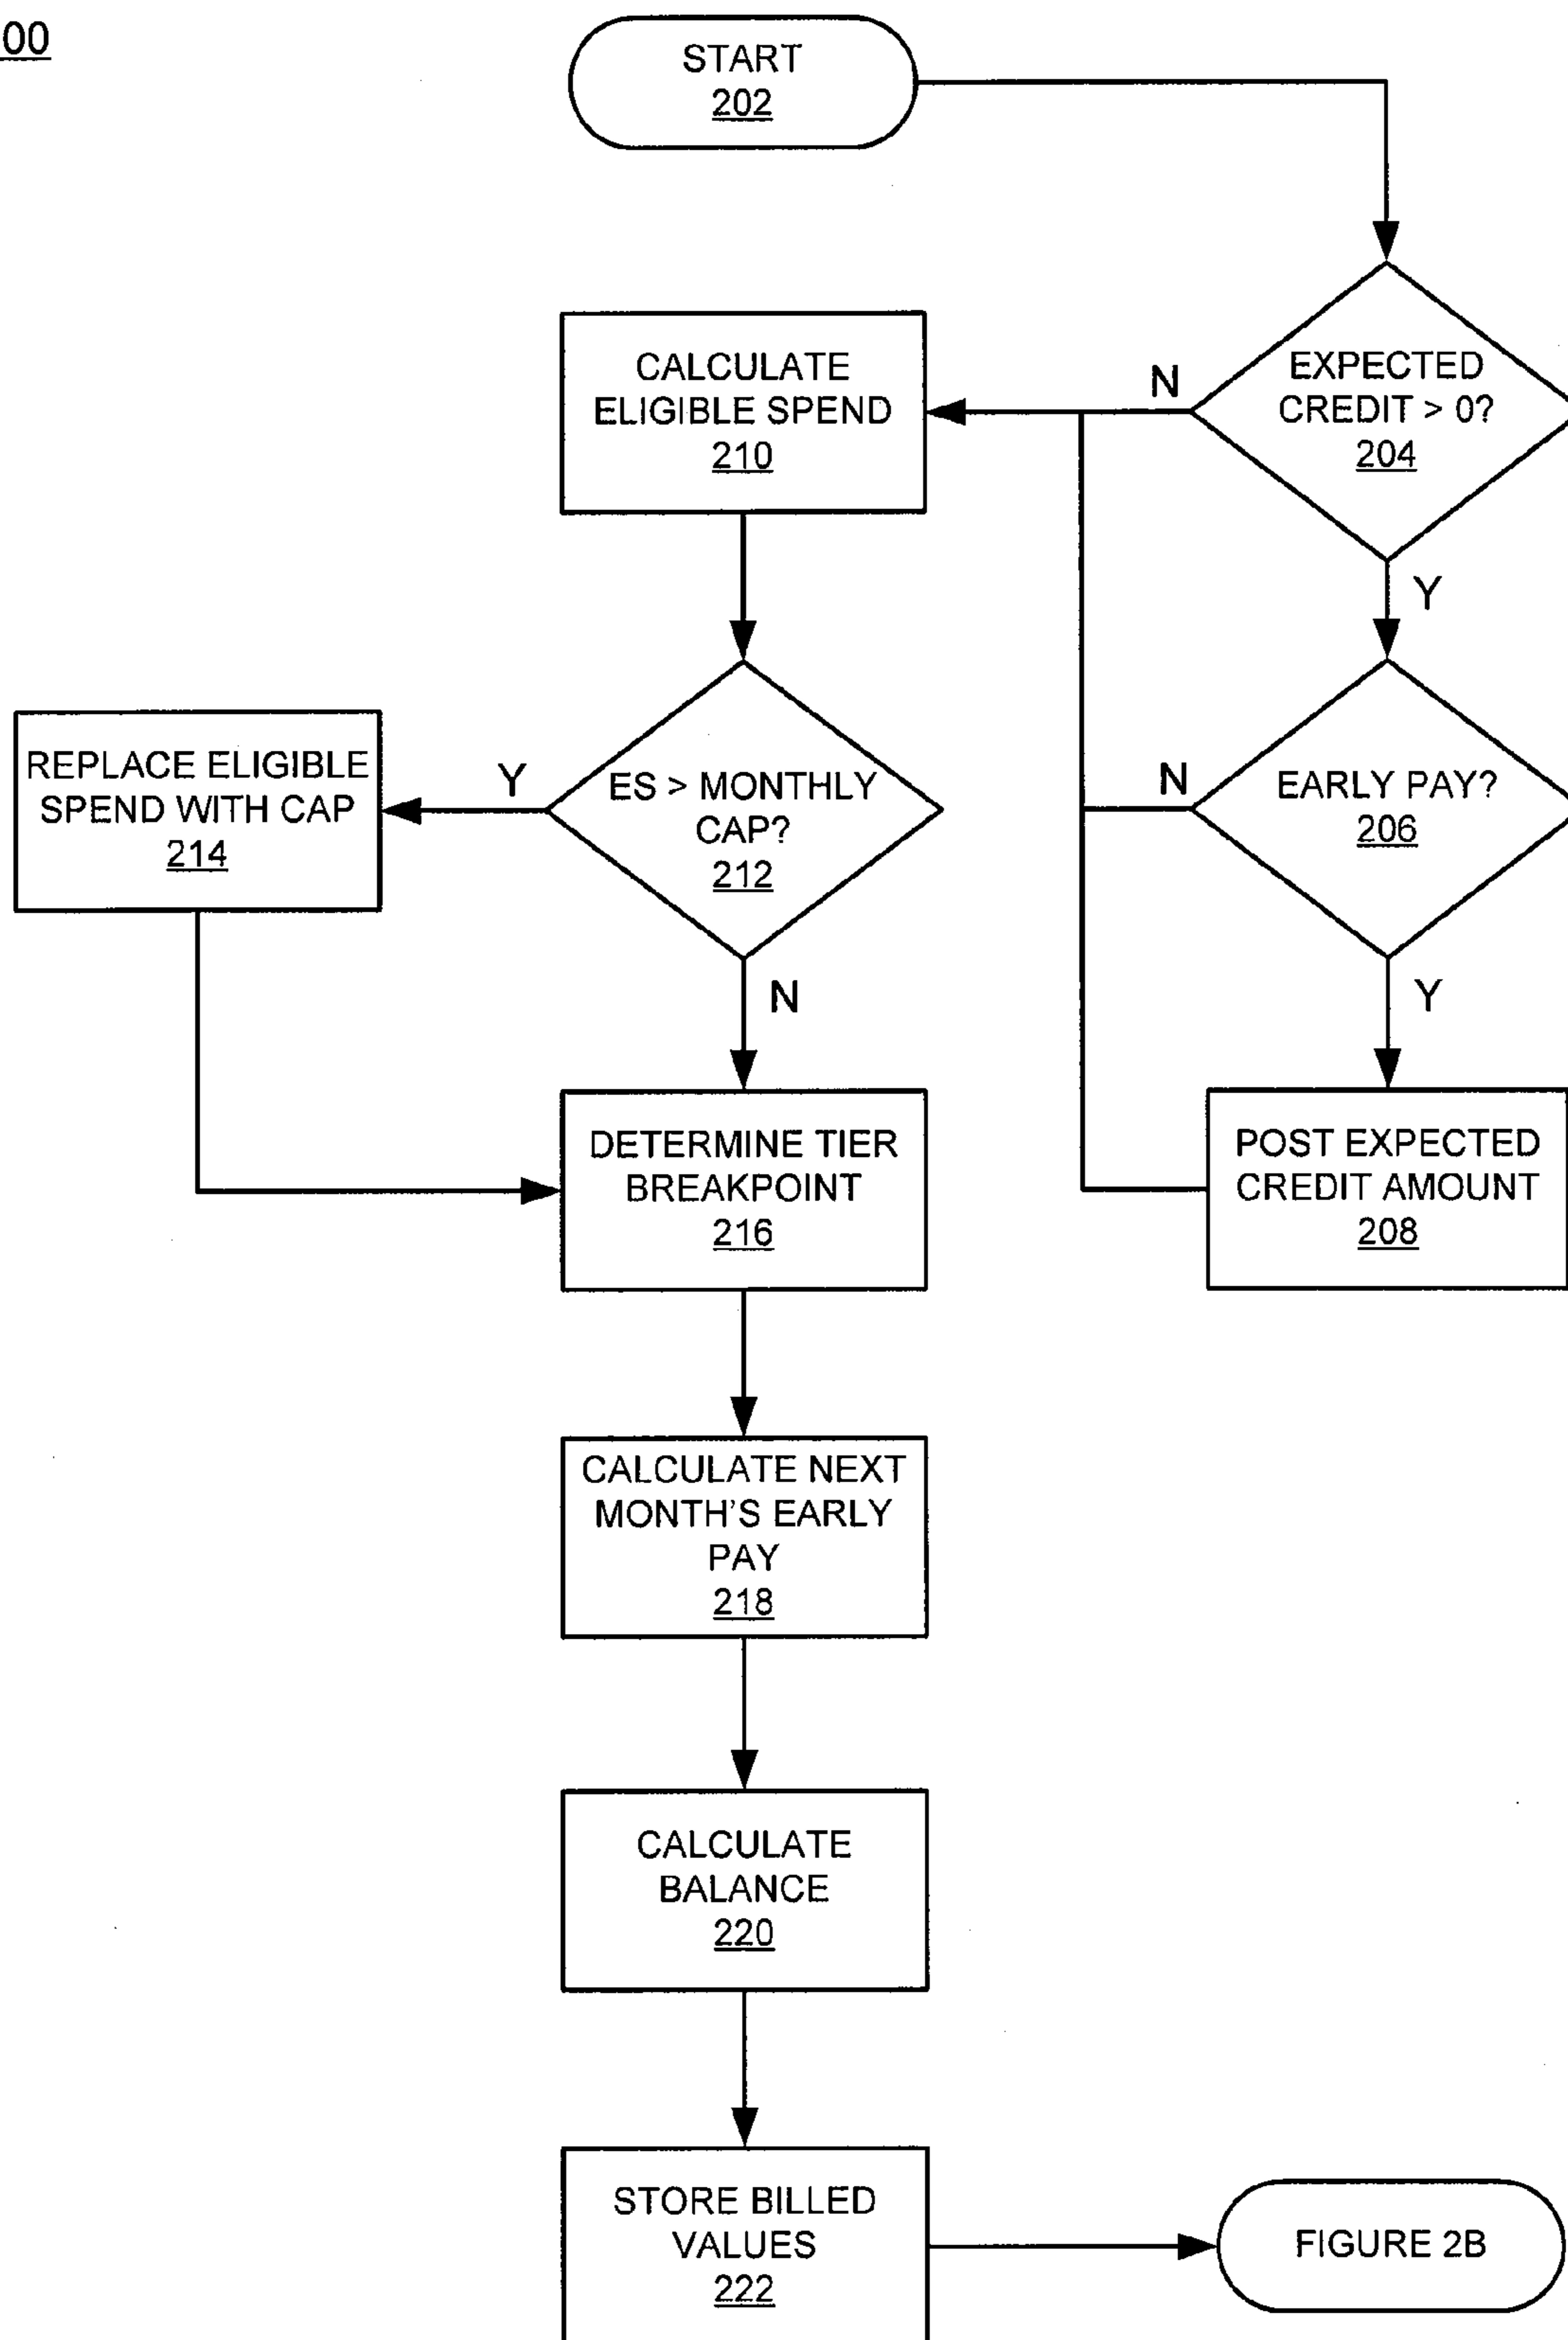 00
START
202
EXPECTED
CREDIT > 0?
204
N
Y
CALCULATE
ELIGIBLE SPEND
210
EARLY PAY?
206
N
Y
POST EXPECTED
CREDIT AMOUNT
208
ES > MONTHLY
CAP?
212
Y
N
REPLACE ELIGIBLE
SPEND WITH CAP
214
DETERMINE TIER
BREAKPOINT
216
CALCULATE NEXT
MONTH'S EARLY
PAY
218
CALCULATE
BALANCE
220
STORE BILLED
VALUES
222
FIGURE 2B